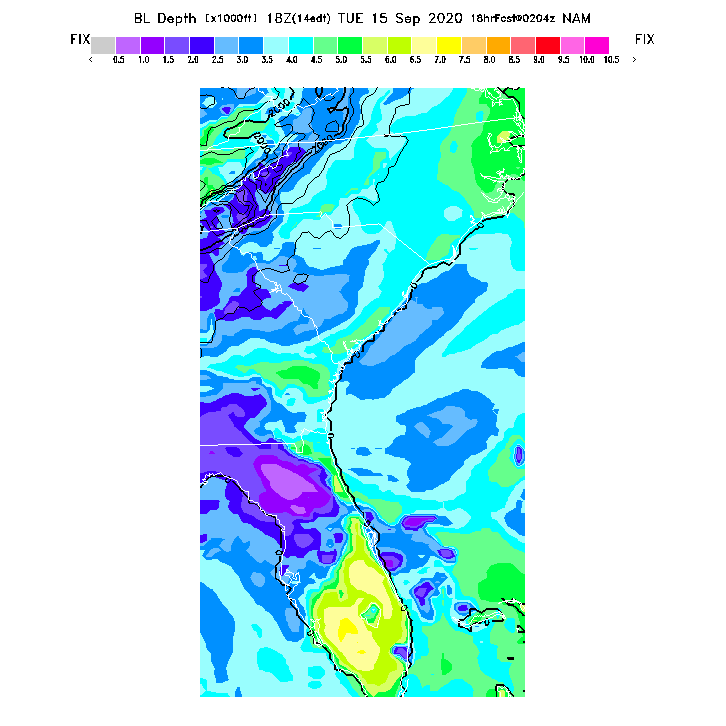 BL Depth [x1000ft] 18Z(14edt) TUE 15 Sep 2020 18hrFcst@0204z NAM
FIX FIX
< 0.5 1.0 1.5 2.0 2.5 3.0 3.5 4.0 4.5 5.0 5.5 6.0 6.5 7.0 7.5 8.0 8.5 9.0 9.5 10.0 10.5 >
2000
2000